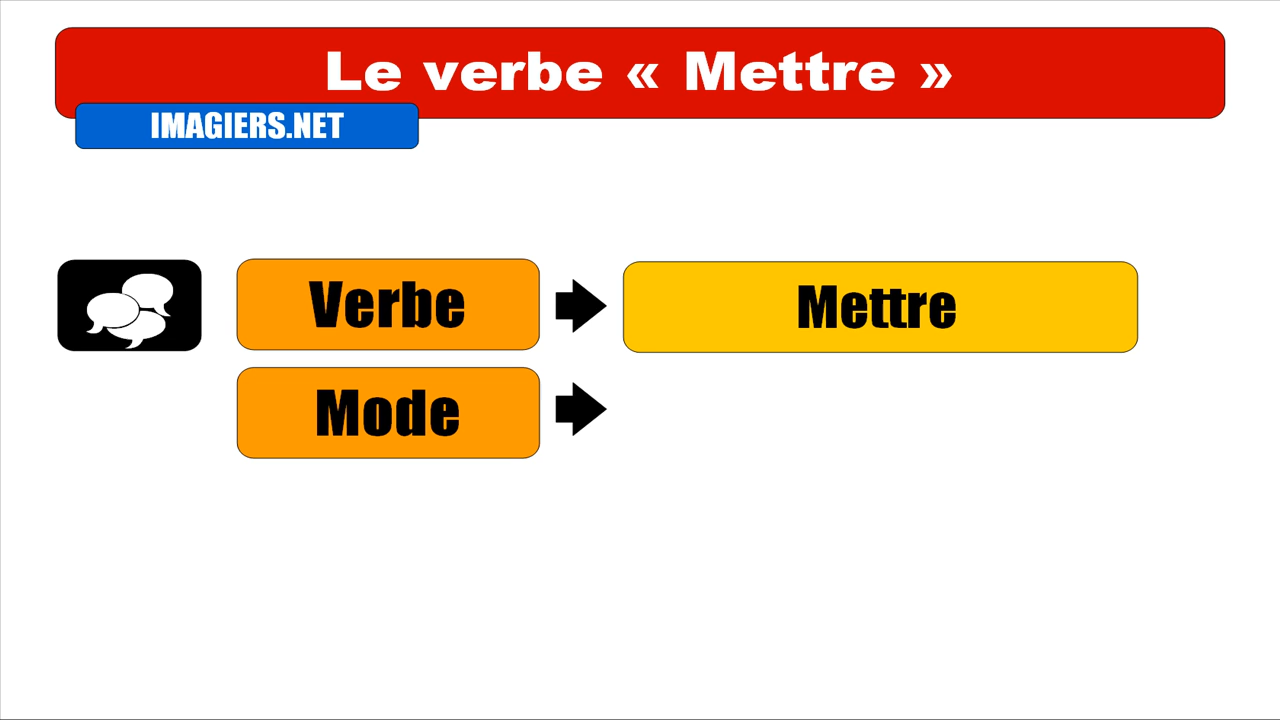 Le verbe « Mettre »
IMAGIERS.NET
Verbe
Mettre
Mode